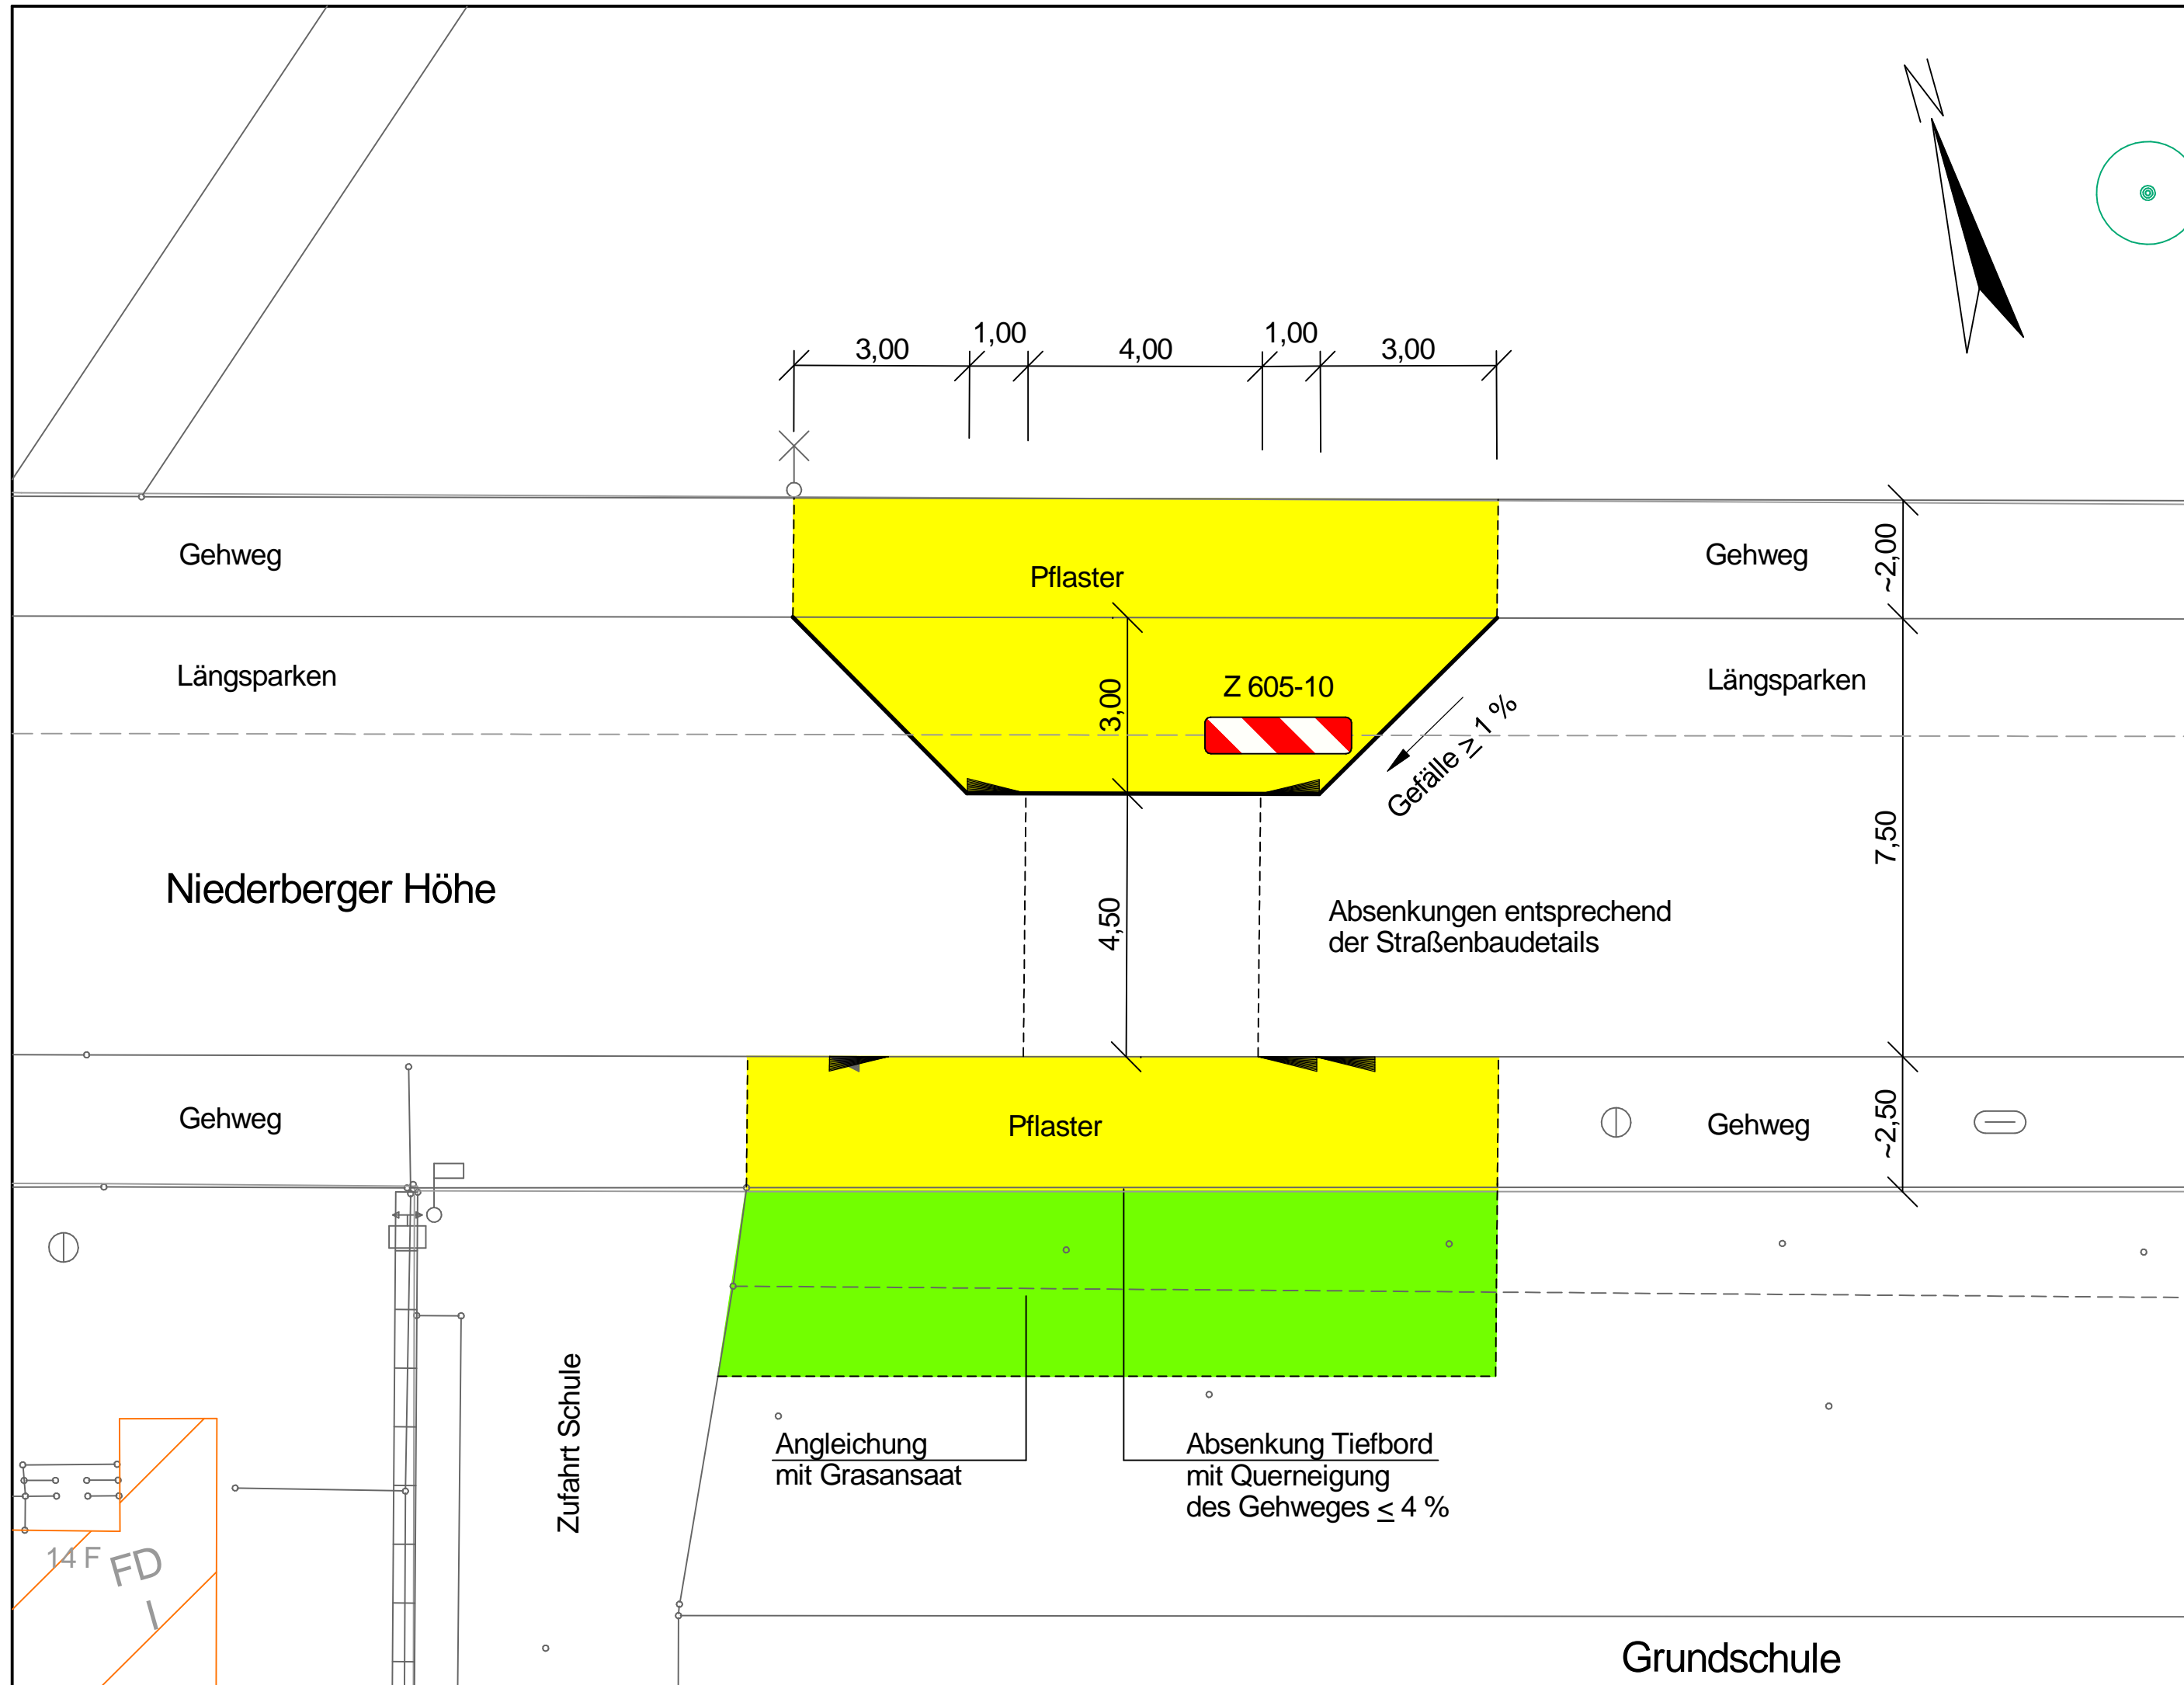 1,00
1,00
3,00
4,00
3,00
Gehweg
Pflaster
Gehweg
~2,00
Längsparken
3,00
Z 605-10
Längsparken
Gefälle ≥ 1 %
7,50
Niederberger Höhe
4,50
Absenkungen entsprechend
der Straßenbaudetails
Gehweg
Pflaster
Gehweg
~2,50
Zufahrt Schule
Angleichung
mit Grasansaat
Absenkung Tiefbord
mit Querneigung
des Gehweges ≤ 4 %
14 F
FD
I
Grundschule